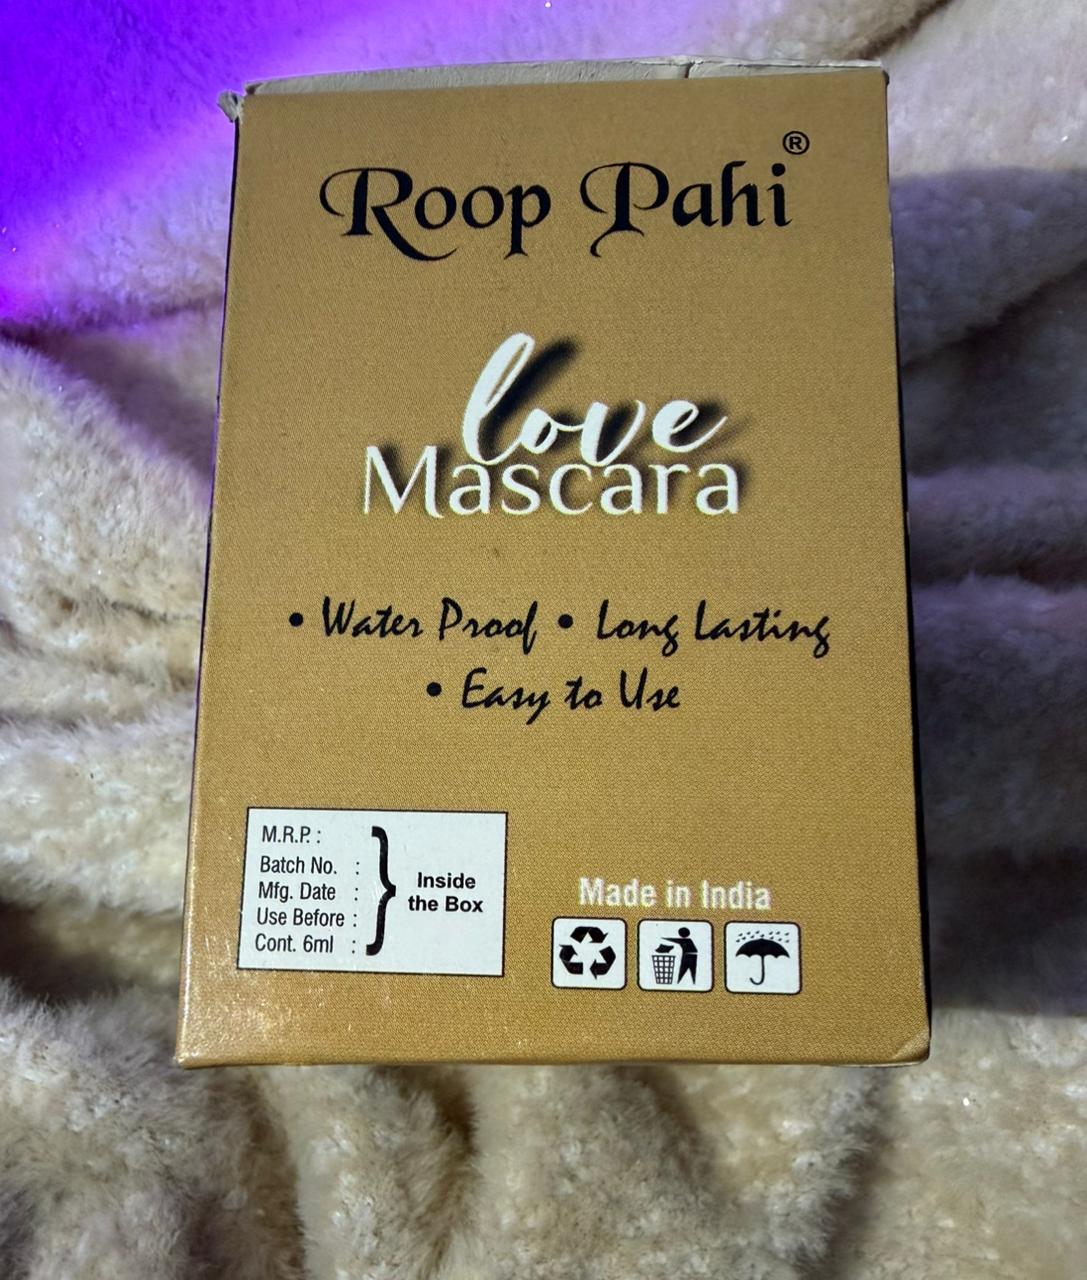 Roop Pahi®
love
Mascara
• Water Proof • Long Lasting
• Easy to Use
M.R.P. :
Batch No. :
Mfg. Date :
Use Before :
Cont. 6ml :
} Inside
the Box
Made in India